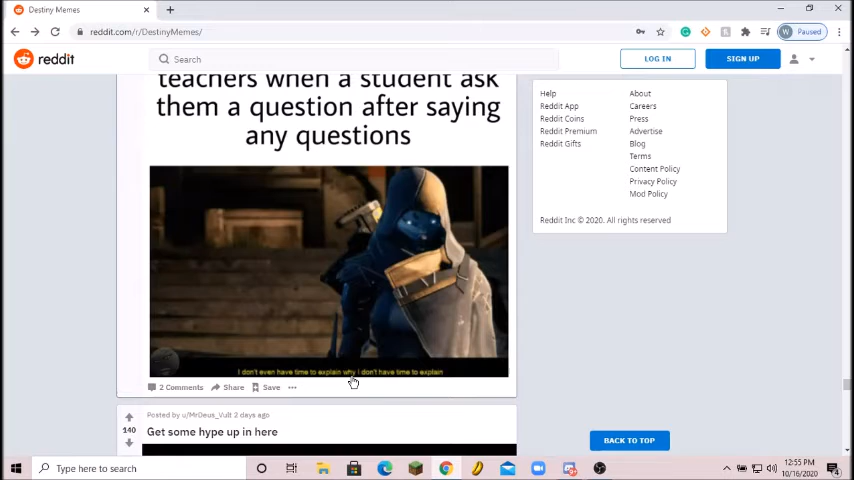 Destiny Memes
reddit.com/r/DestinyMemes/
W Paused
reddit
Search
LOG IN
SIGN UP
teachers when a student ask
them a question after saying
any questions
I don't even have time to explain why I don't have time to explain
2 Comments Share Save
Help About
Reddit App Careers
Reddit Coins Press
Reddit Premium Advertise
Reddit Gifts Blog
Terms
Content Policy
Privacy Policy
Mod Policy
Reddit Inc © 2020. All rights reserved
Posted by u/MrDeus_Vult 2 days ago
140
Get some hype up in here
BACK TO TOP
Type here to search
12:55 PM
10/16/2020
4